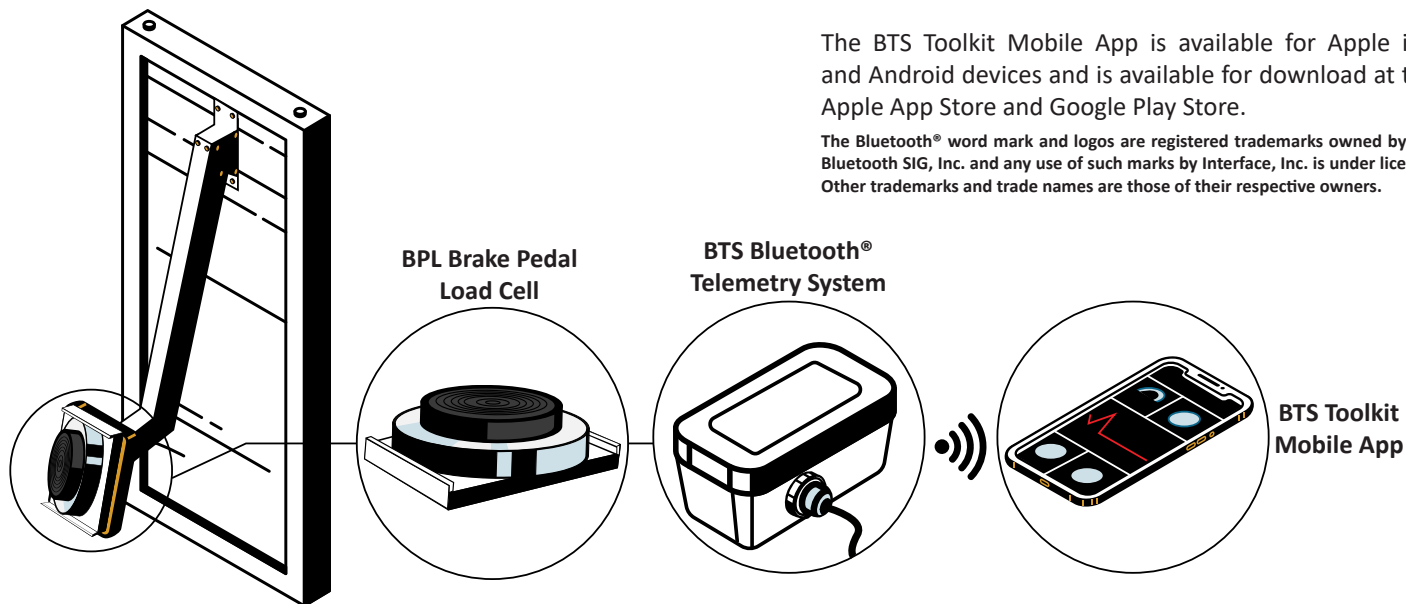 The BTS Toolkit Mobile App is available for Apple
and Android devices and is available for download at
Apple App Store and Google Play Store.
The Bluetooth® word mark and logos are registered trademarks owned by
Bluetooth SIG, Inc. and any use of such marks by Interface, Inc. is under
Other trademarks and trade names are those of their respective owners.
BPL Brake Pedal
Load Cell
BTS Bluetooth®
Telemetry System
BTS Toolkit
Mobile App